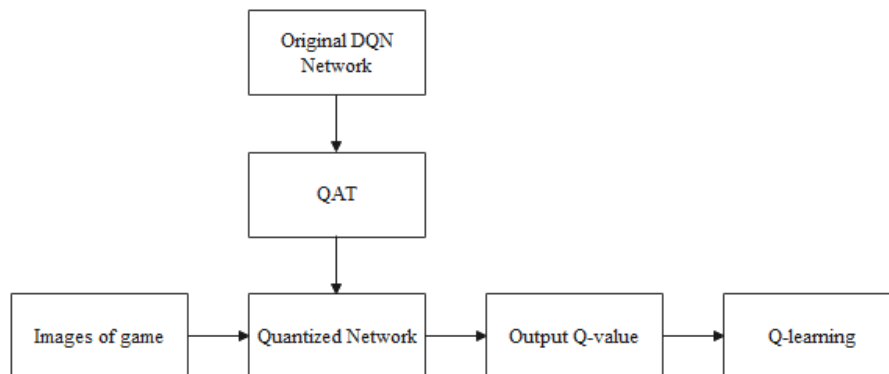 Original DQN
Network
QAT
Images of game
Quantized Network
Output Q-value
Q-learning